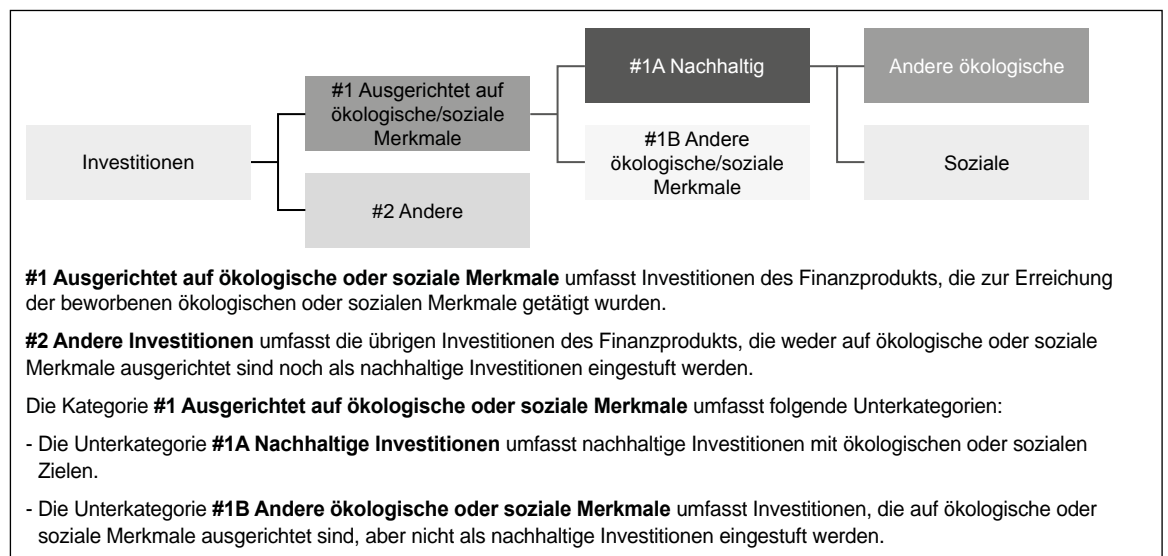 #1A Nachhaltig
Andere ökologische
#1 Ausgerichtet auf
ökologische/soziale
Merkmale
Investitionen
#1B Andere
ökologische/soziale
Merkmale
Soziale
#2 Andere
#1 Ausgerichtet auf ökologische oder soziale Merkmale umfasst Investitionen des Finanzprodukts, die zur Erreichung
der beworbenen ökologischen oder sozialen Merkmale getätigt wurden.
#2 Andere Investitionen umfasst die übrigen Investitionen des Finanzprodukts, die weder auf ökologische oder soziale
Merkmale ausgerichtet sind noch als nachhaltige Investitionen eingestuft werden.
Die Kategorie #1 Ausgerichtet auf ökologische oder soziale Merkmale umfasst folgende Unterkategorien:
- Die Unterkategorie #1A Nachhaltige Investitionen umfasst nachhaltige Investitionen mit ökologischen oder sozialen
Zielen.
- Die Unterkategorie #1B Andere ökologische oder soziale Merkmale umfasst Investitionen, die auf ökologische oder
soziale Merkmale ausgerichtet sind, aber nicht als nachhaltige Investitionen eingestuft werden.